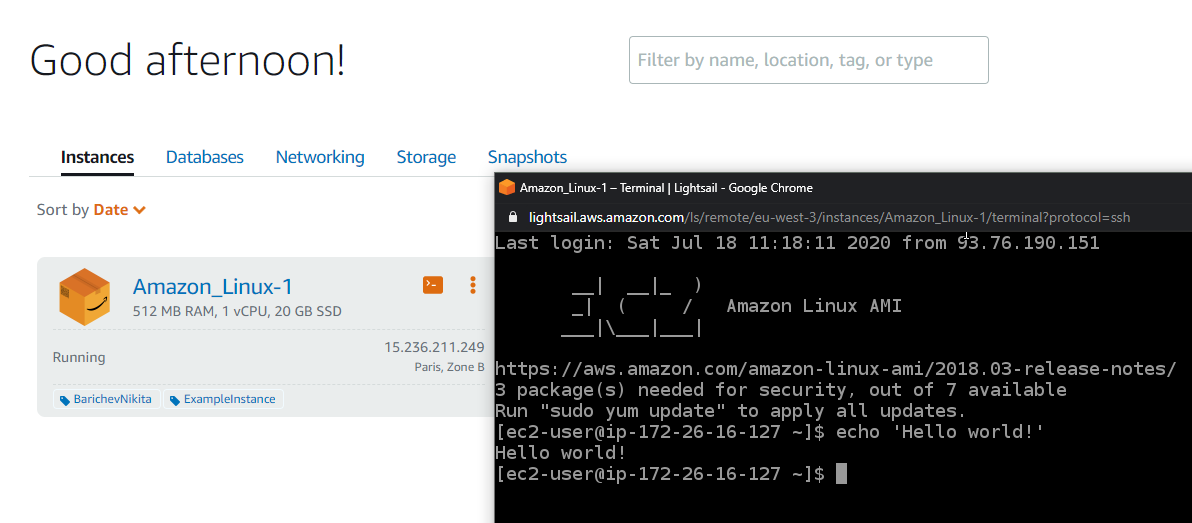 Good afternoon!
Filter by name, location, tag, or type
Instances Databases Networking Storage Snapshots
Sort by Date
Amazon_Linux-1
512 MB RAM, 1 vCPU, 20 GB SSD
Running
15.236.211.249
Paris, Zone B
BarichevNikita ExampleInstance
Amazon_Linux-1 – Terminal | Lightsail - Google Chrome
lightsail.aws.amazon.com/ls/remote/eu-west-3/instances/Amazon_Linux-1/terminal?protocol=ssh
Last login: Sat Jul 18 11:18:11 2020 from 93.76.190.151
       __|  __|_  )
       _|  (     /   Amazon Linux AMI
      ___|\___|___|
https://aws.amazon.com/amazon-linux-ami/2018.03-release-notes/
3 package(s) needed for security, out of 7 available
Run "sudo yum update" to apply all updates.
[ec2-user@ip-172-26-16-127 ~]$ echo 'Hello world!'
Hello world!
[ec2-user@ip-172-26-16-127 ~]$